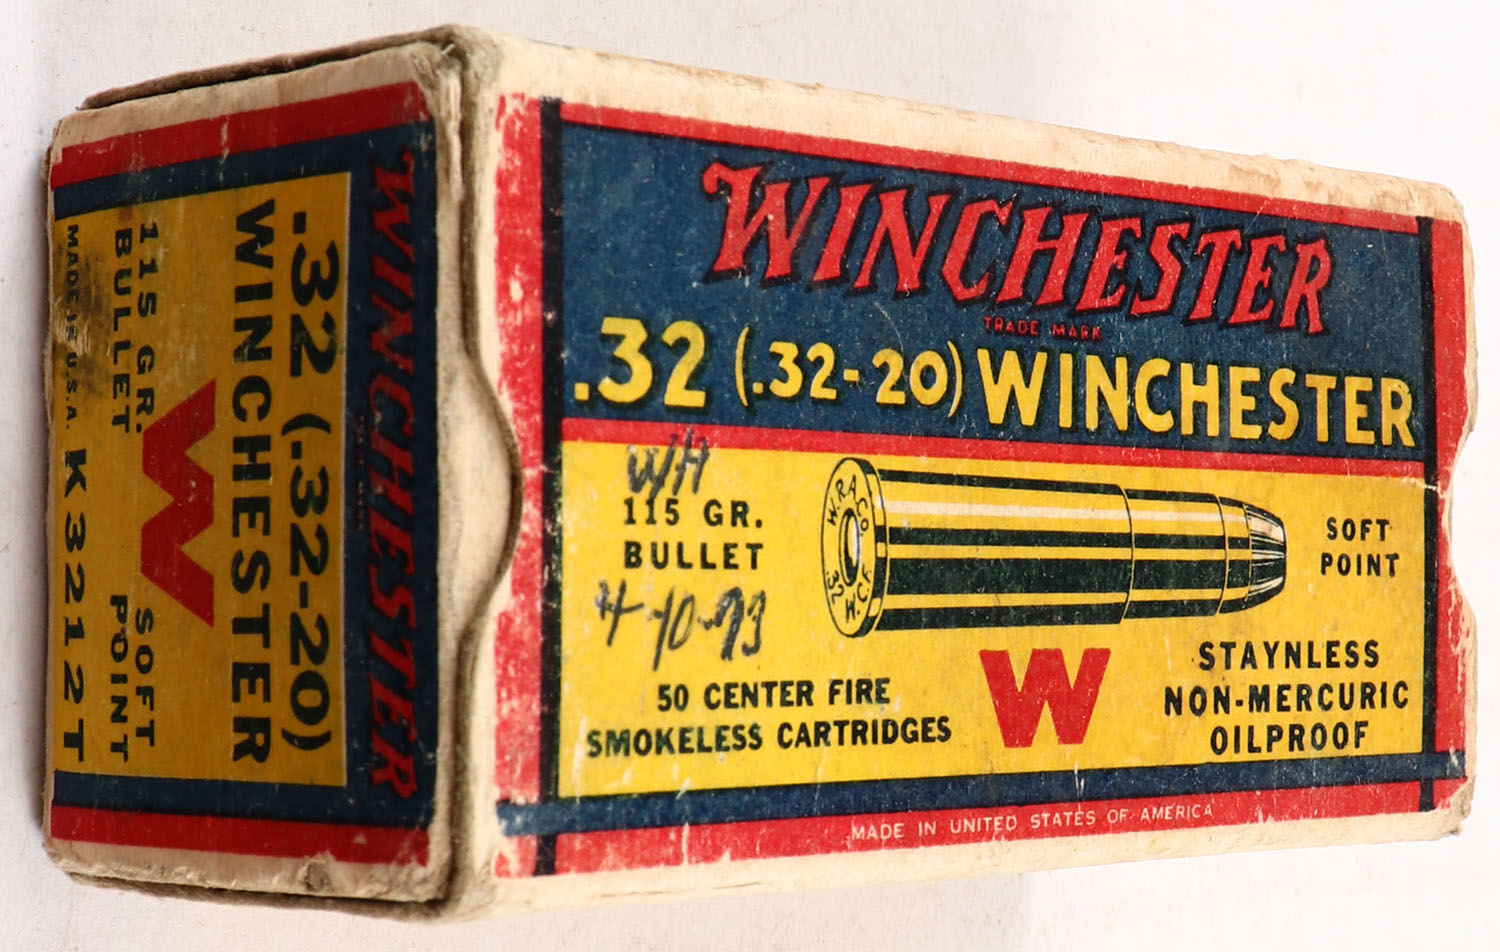 WINCHESTER
TRADE MARK
.32 (.32-20) WINCHESTER
WH
115 GR.
BULLET
4-10-93
W.R.A.Co.
.32 W.C.F.
SOFT
POINT
50 CENTER FIRE
SMOKELESS CARTRIDGES
W
STAYNLESS
NON-MERCURIC
OILPROOF
MADE IN UNITED STATES OF AMERICA
WINCHESTER
.32 (.32-20)
WINCHESTER
W
115 GR.
BULLET
SOFT
POINT
MADE IN U.S.A.
K3212T